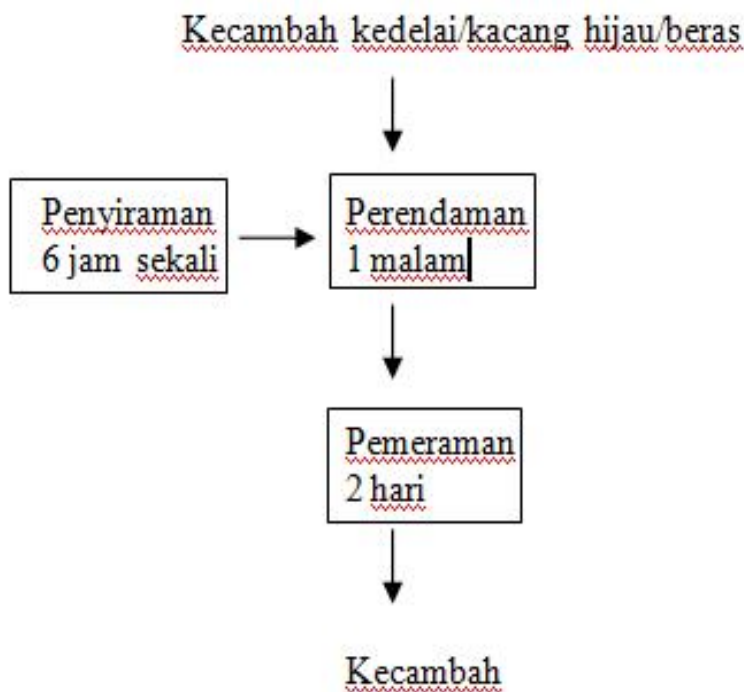 Kecambah kedelai/kacang hijau/beras
Penyiraman
6 jam sekali
Perendaman
1 malam
Pemeraman
2 hari
Kecambah